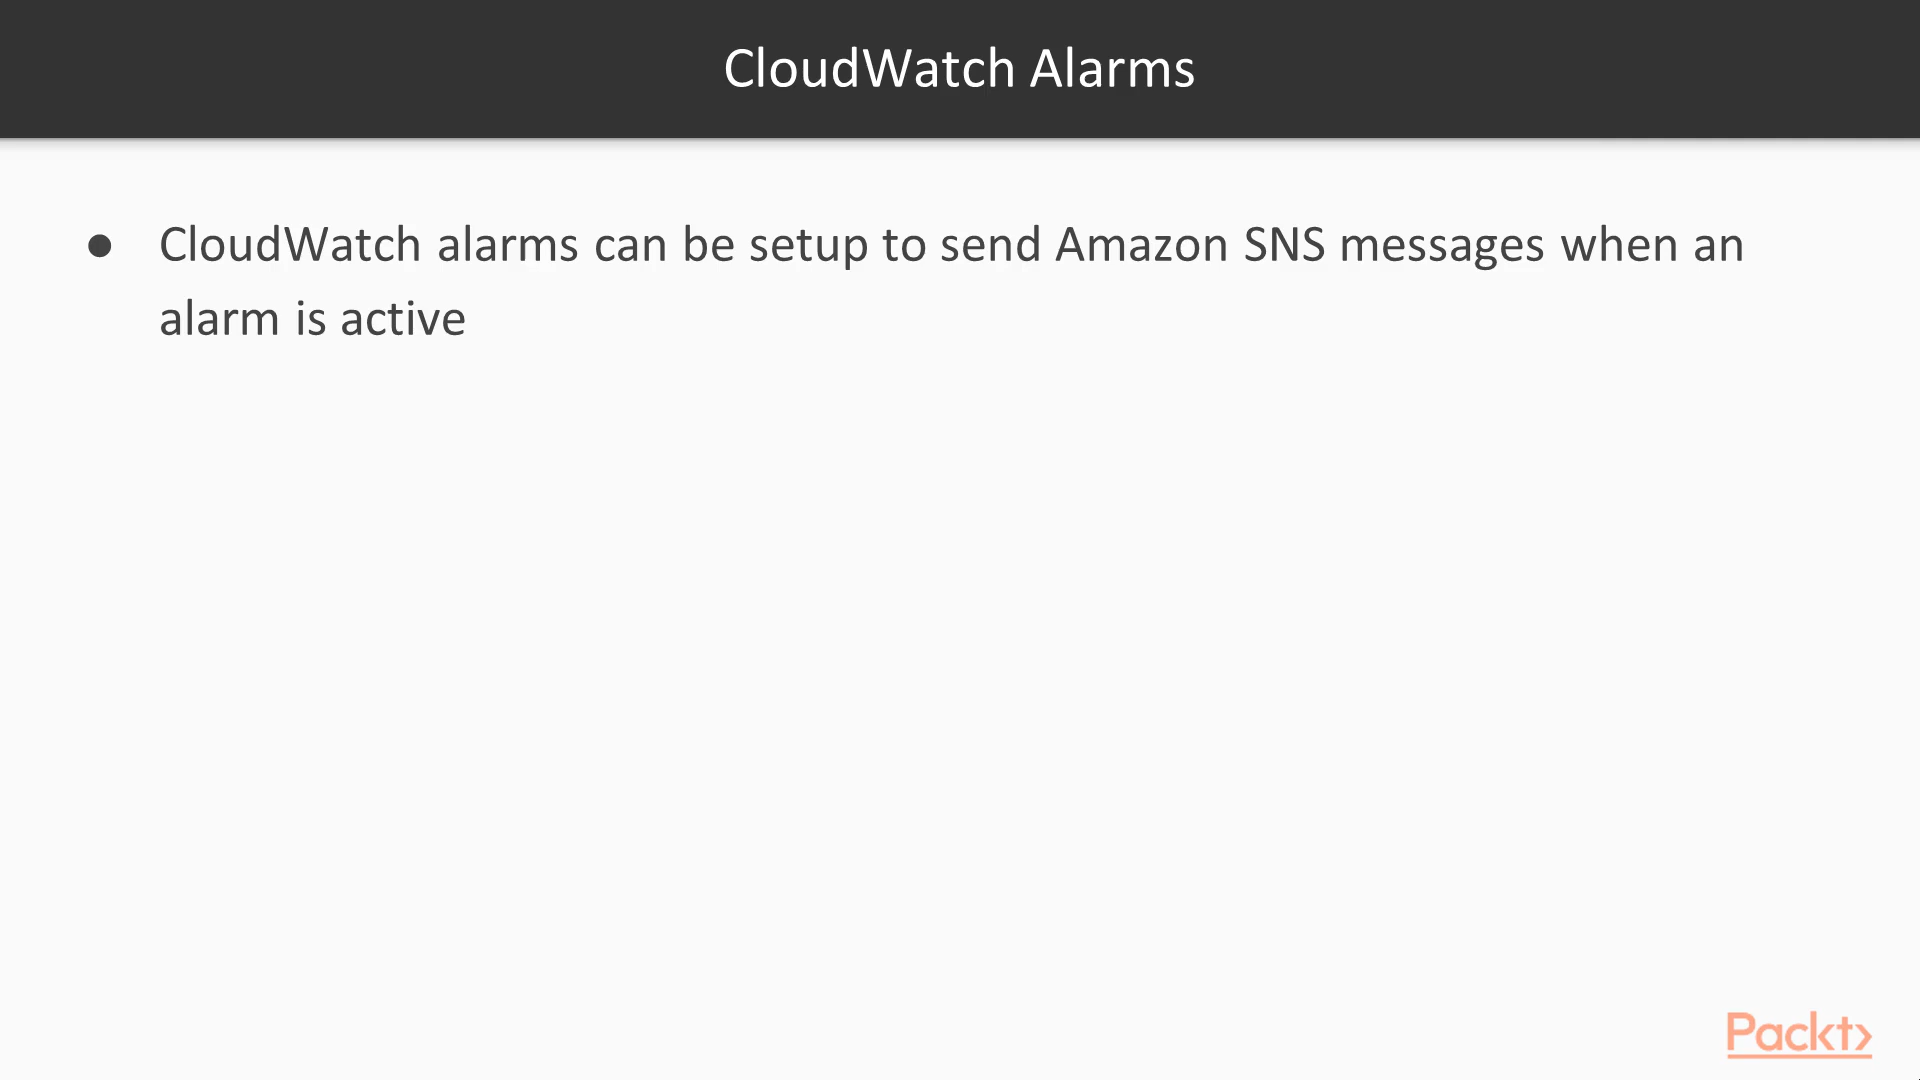 CloudWatch Alarms
● CloudWatch alarms can be setup to send Amazon SNS messages when an
alarm is active
Packt>